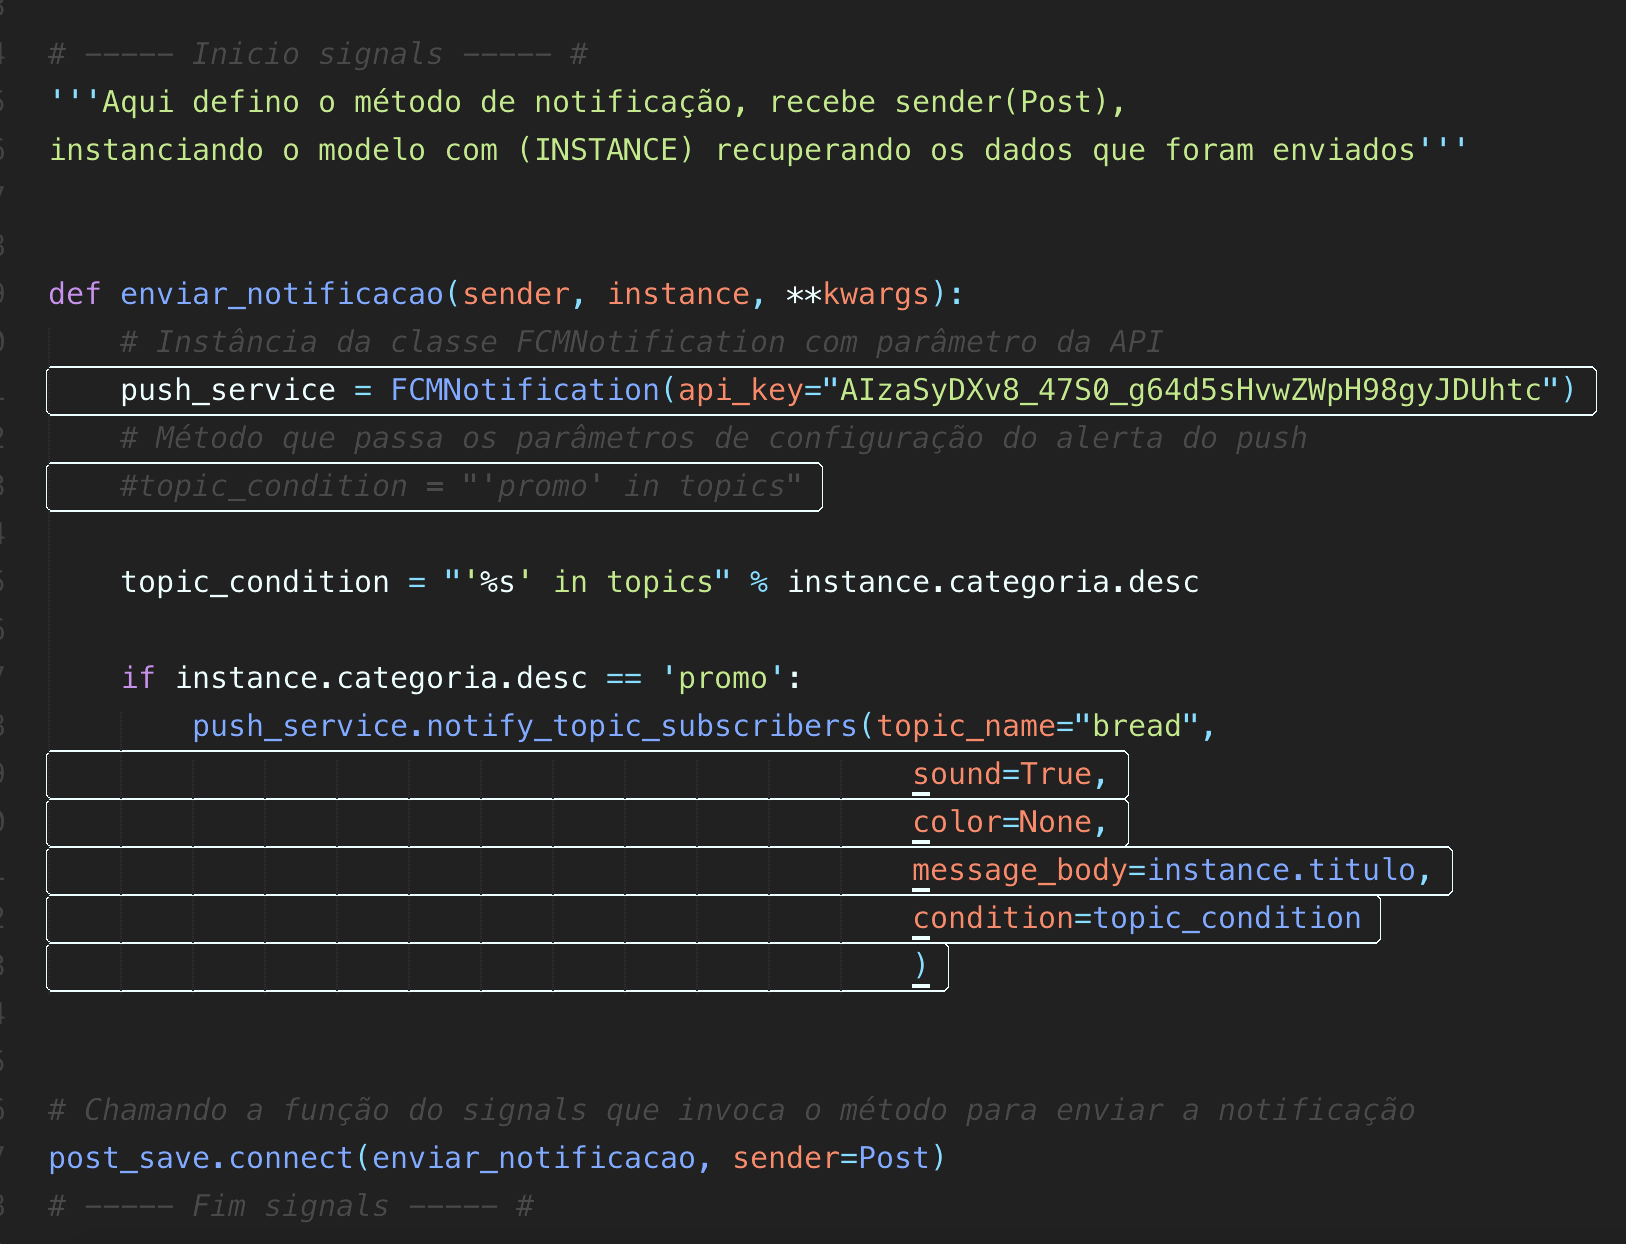 # ----- Inicio signals ----- #
'''Aqui defino o método de notificação, recebe sender(Post),
instanciando o modelo com (INSTANCE) recuperando os dados que foram enviados'''
def enviar_notificacao(sender, instance, **kwargs):
# Instância da classe FCMNotification com parâmetro da API
push_service = FCMNotification(api_key="AIzaSyDXv8_47S0_g64d5sHvwZWpH98gyJDUhtc")
# Método que passa os parâmetros de configuração do alerta do push
#topic_condition = "'promo' in topics"
topic_condition = "'%s' in topics" % instance.categoria.desc
if instance.categoria.desc == 'promo':
push_service.notify_topic_subscribers(topic_name="bread",
sound=True,
color=None,
message_body=instance.titulo,
condition=topic_condition
)
# Chamando a função do signals que invoca o método para enviar a notificação
post_save.connect(enviar_notificacao, sender=Post)
# ----- Fim signals ----- #